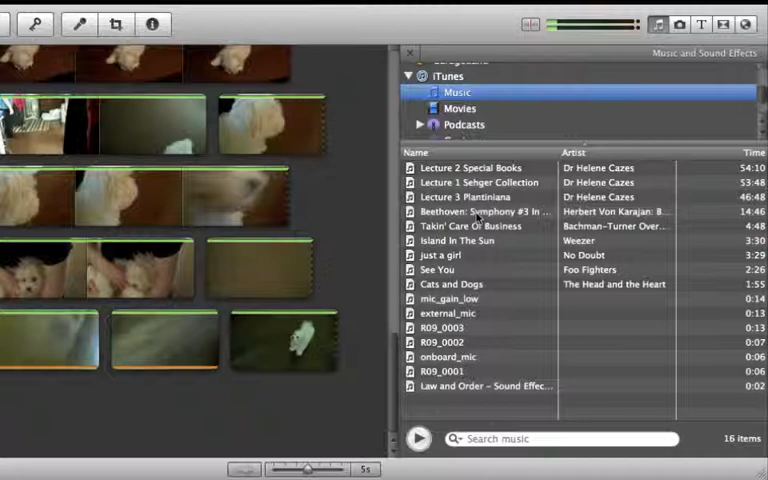 Music and Sound Effects
iTunes
Music
Movies
Podcasts
Name Artist Time
Lecture 2 Special Books Dr Helene Cazes 54:10
Lecture 1 Sehger Collection Dr Helene Cazes 53:48
Lecture 3 Plantiniana Dr Helene Cazes 46:48
Beethoven: Symphony #3 In ... Herbert Von Karajan: B... 14:46
Takin' Care Of Business Bachman-Turner Over... 4:48
Island In The Sun Weezer 3:30
just a girl No Doubt 3:29
See You Foo Fighters 2:26
Cats and Dogs The Head and the Heart 1:55
mic_gain_low 0:14
external_mic 0:13
R09_0003 0:13
R09_0002 0:07
onboard_mic 0:06
R09_0001 0:06
Law and Order – Sound Effec... 0:02
Search music 16 items
5s